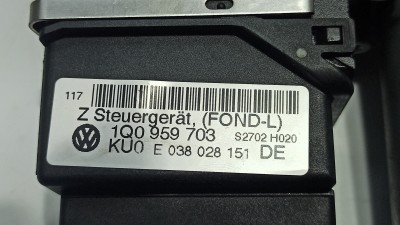 117
Z Steuergerät, (FOND-L)
1Q0 959 703 S2702 H020
KU0 E 038 028 151 DE